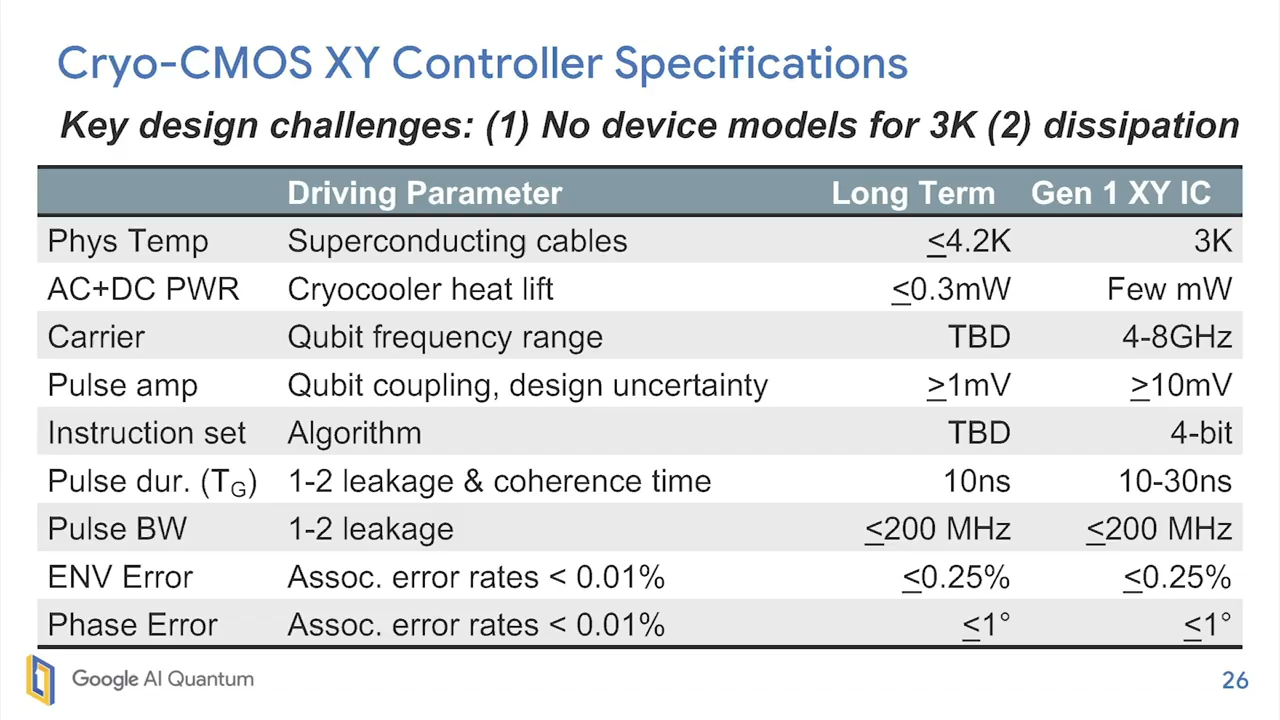 Cryo-CMOS XY Controller Specifications
Key design challenges: (1) No device models for 3K (2) dissipation
Driving Parameter Long Term Gen 1 XY IC
Phys Temp Superconducting cables ≤4.2K 3K
AC+DC PWR Cryocooler heat lift ≤0.3mW Few mW
Carrier Qubit frequency range TBD 4-8GHz
Pulse amp Qubit coupling, design uncertainty ≥1mV ≥10mV
Instruction set Algorithm TBD 4-bit
Pulse dur. (TG) 1-2 leakage & coherence time 10ns 10-30ns
Pulse BW 1-2 leakage ≤200 MHz ≤200 MHz
ENV Error Assoc. error rates < 0.01% ≤0.25% ≤0.25%
Phase Error Assoc. error rates < 0.01% ≤1° ≤1°
Google AI Quantum 26